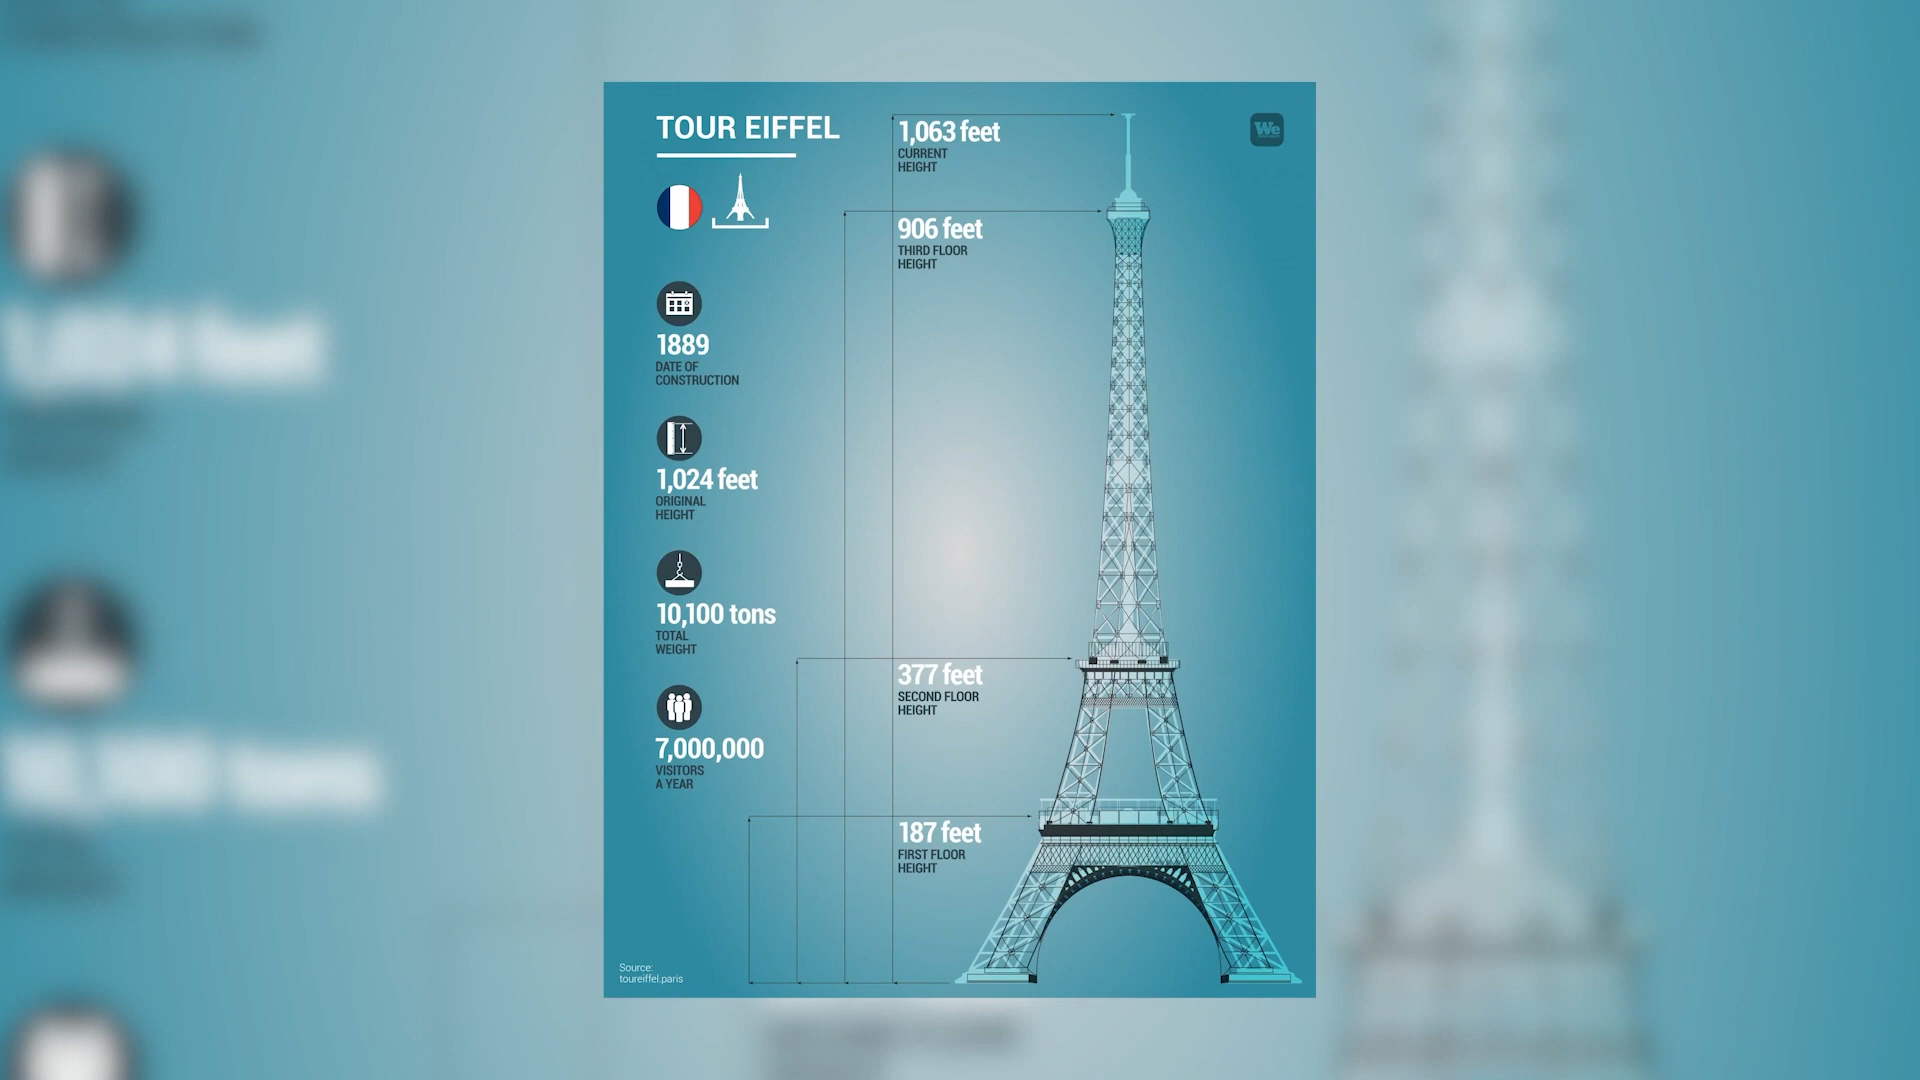 TOUR EIFFEL
1889
DATE OF
CONSTRUCTION
1,024 feet
ORIGINAL
HEIGHT
10,100 tons
TOTAL
WEIGHT
7,000,000
VISITORS
A YEAR
Source:
toureiffel.paris
1,063 feet
CURRENT
HEIGHT
906 feet
THIRD FLOOR
HEIGHT
377 feet
SECOND FLOOR
HEIGHT
187 feet
FIRST FLOOR
HEIGHT
We